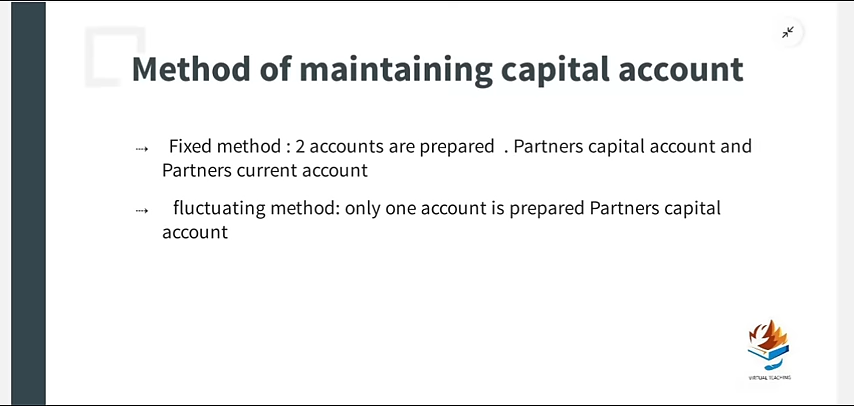 Method of maintaining capital account
Fixed method : 2 accounts are prepared . Partners capital account and
Partners current account
fluctuating method: only one account is prepared Partners capital
account
VIRTUAL TEACHING